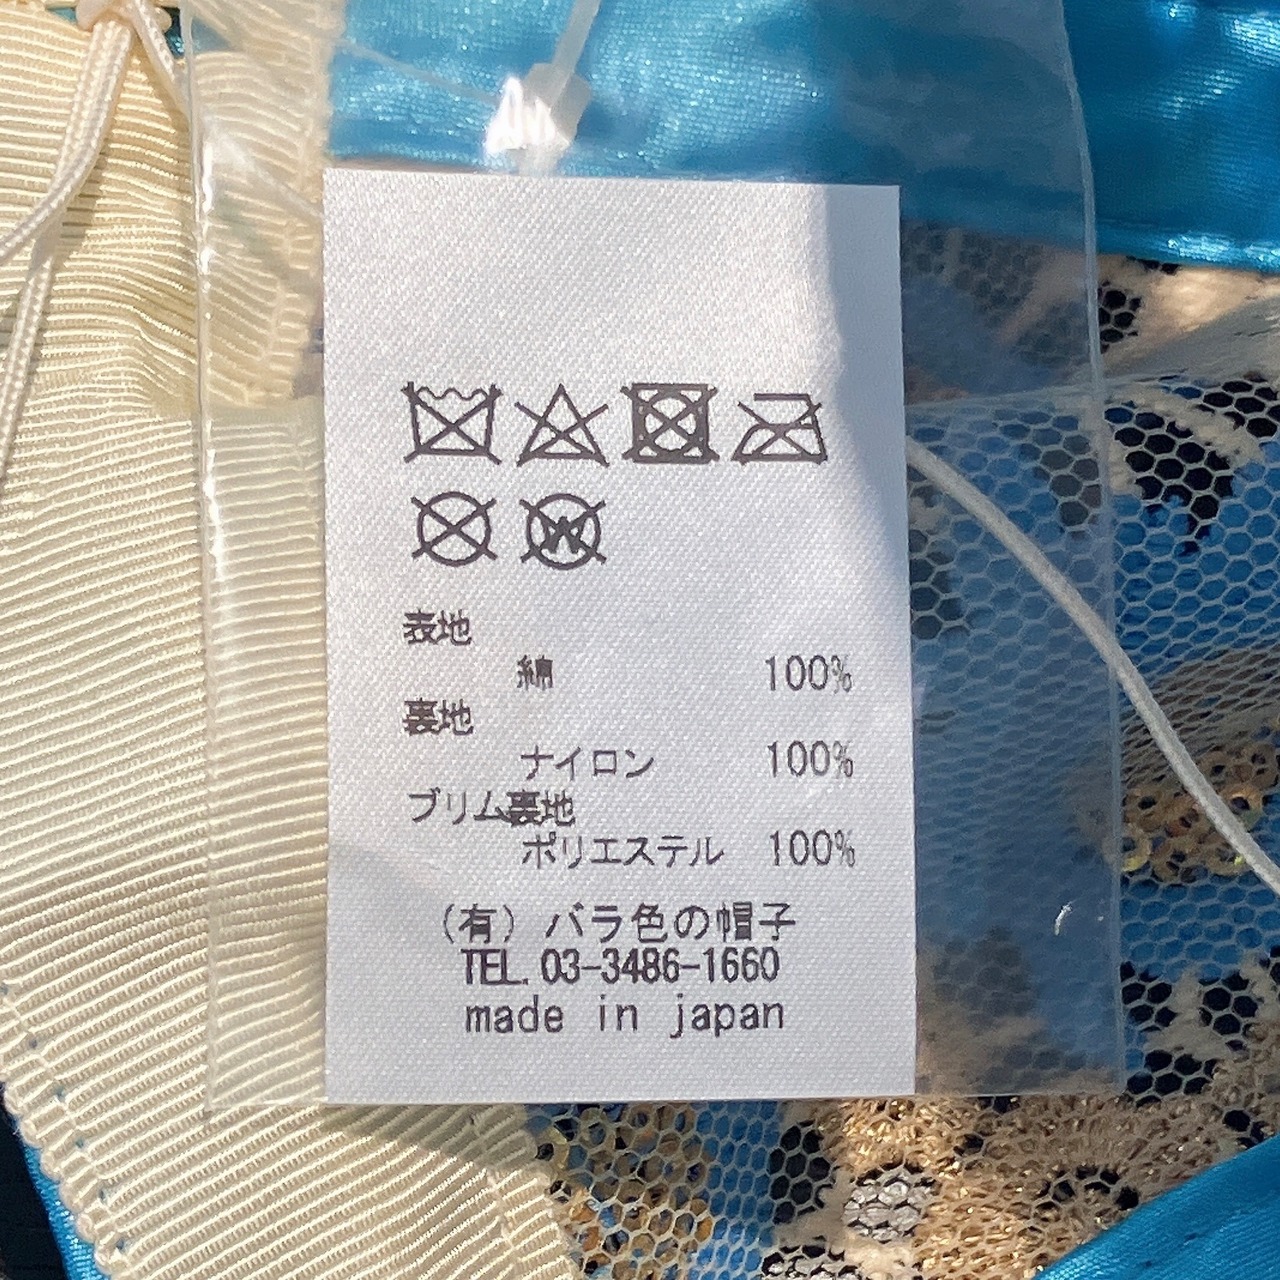 表地
綿 100%
裏地
ナイロン 100%
ブリム裏地
ポリエステル 100%
(有) バラ色の帽子
TEL. 03-3486-1660
made in japan